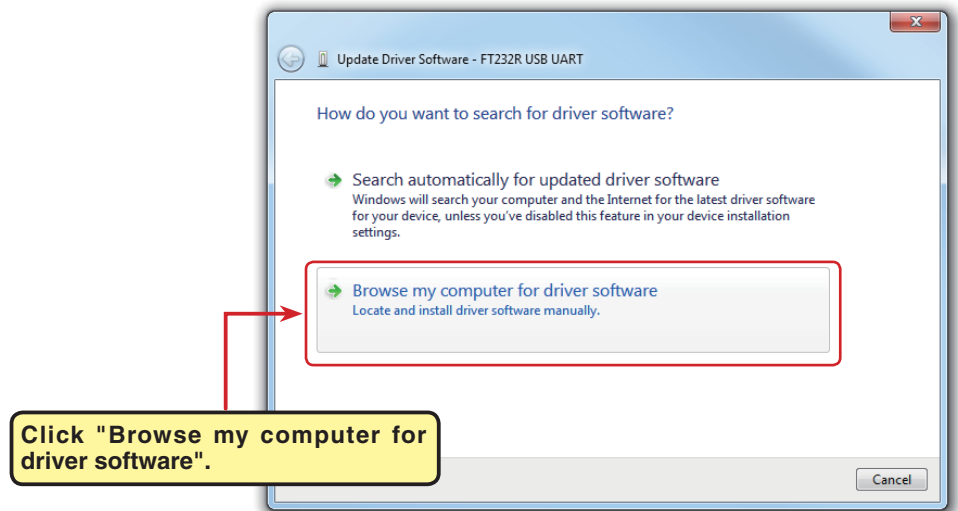 Update Driver Software - FT232R USB UART
How do you want to search for driver software?
Search automatically for updated driver software
Windows will search your computer and the Internet for the latest driver software
for your device, unless you've disabled this feature in your device installation
settings.
Browse my computer for driver software
Locate and install driver software manually.
Click "Browse my computer for
driver software".
Cancel